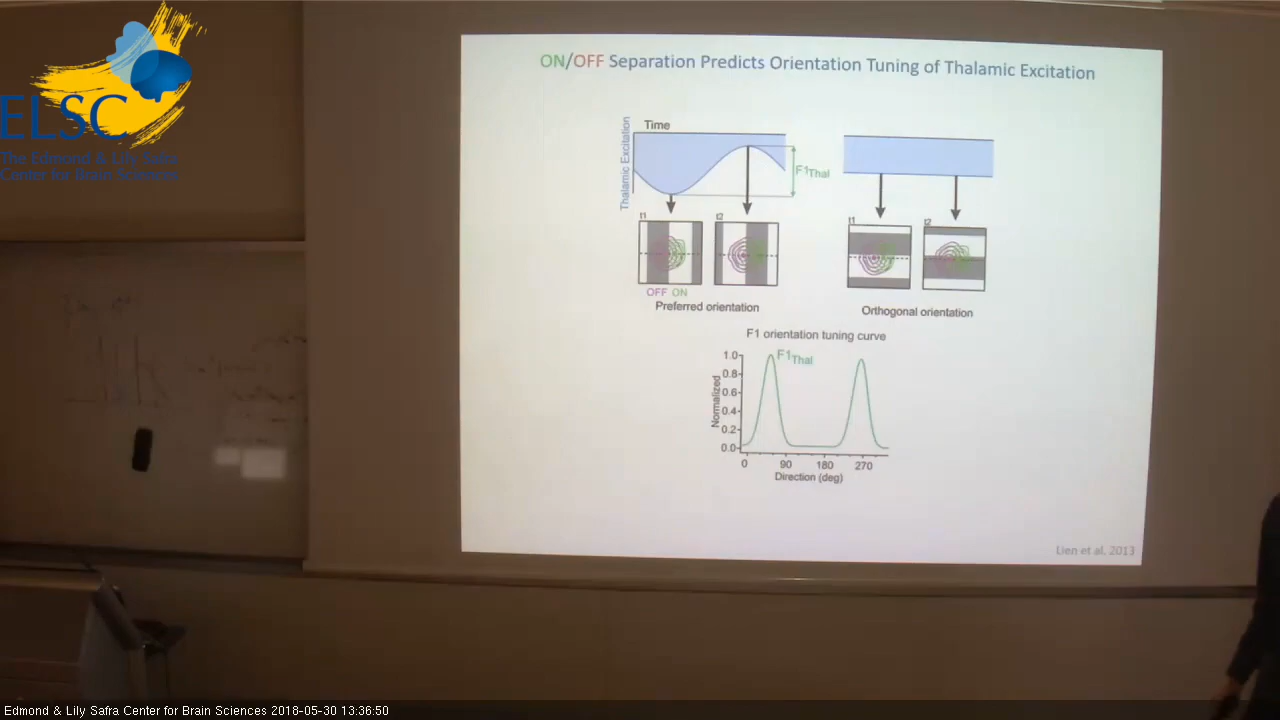 ELSC
The Edmond & Lily Safra
Center for Brain Sciences
ON/OFF Separation Predicts Orientation Tuning of Thalamic Excitation
Time
Thalamic Excitation
F1Thal
t1
t2
t1
t2
OFF ON
Preferred orientation
Orthogonal orientation
F1 orientation tuning curve
F1Thal
1.0
0.8
0.6
0.4
0.2
0.0
Normalized
0 90 180 270
Direction (deg)
Lien et al. 2013
Edmond & Lily Safra Center for Brain Sciences 2018-05-30 13:36:50